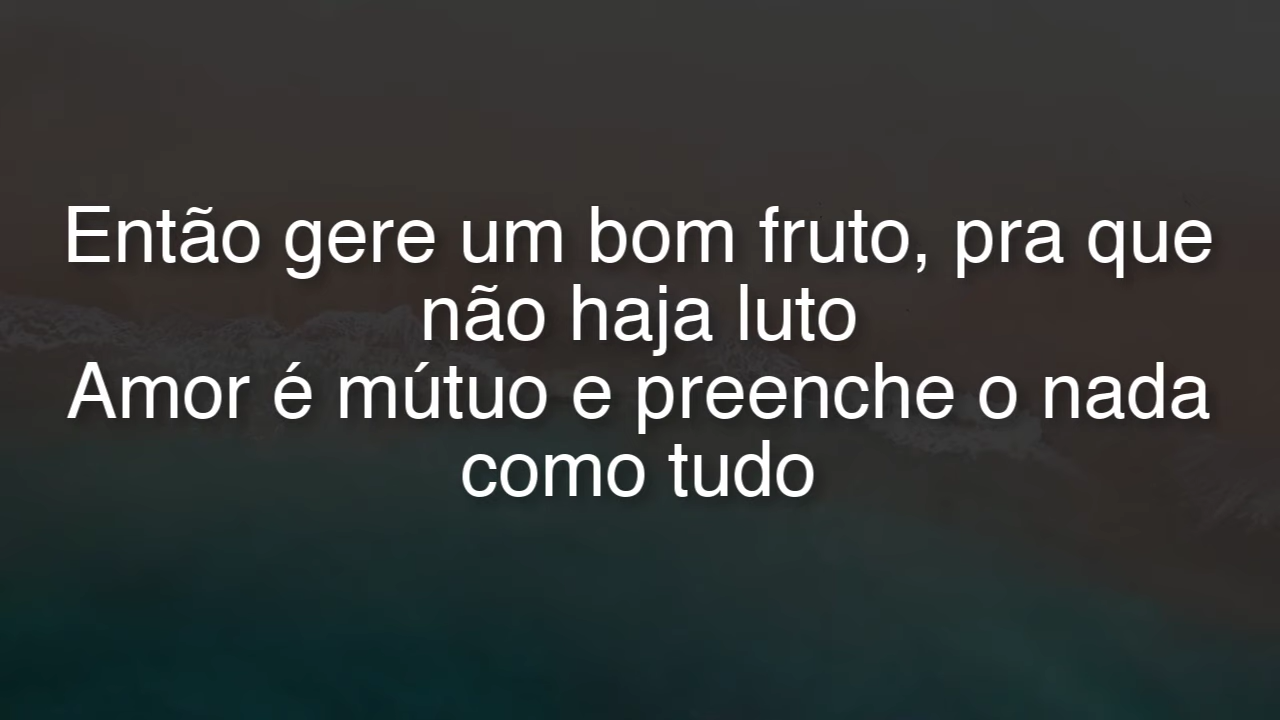 Então gere um bom fruto, pra que
não haja luto
Amor é mútuo e preenche o nada
como tudo